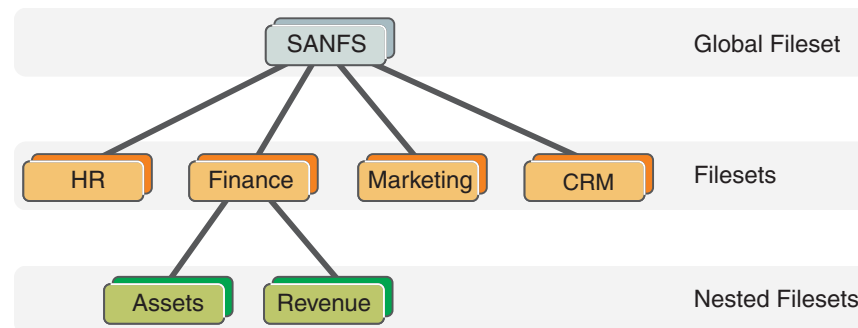 SANFS
Global Fileset
HR
Finance
Marketing
CRM
Filesets
Assets
Revenue
Nested Filesets